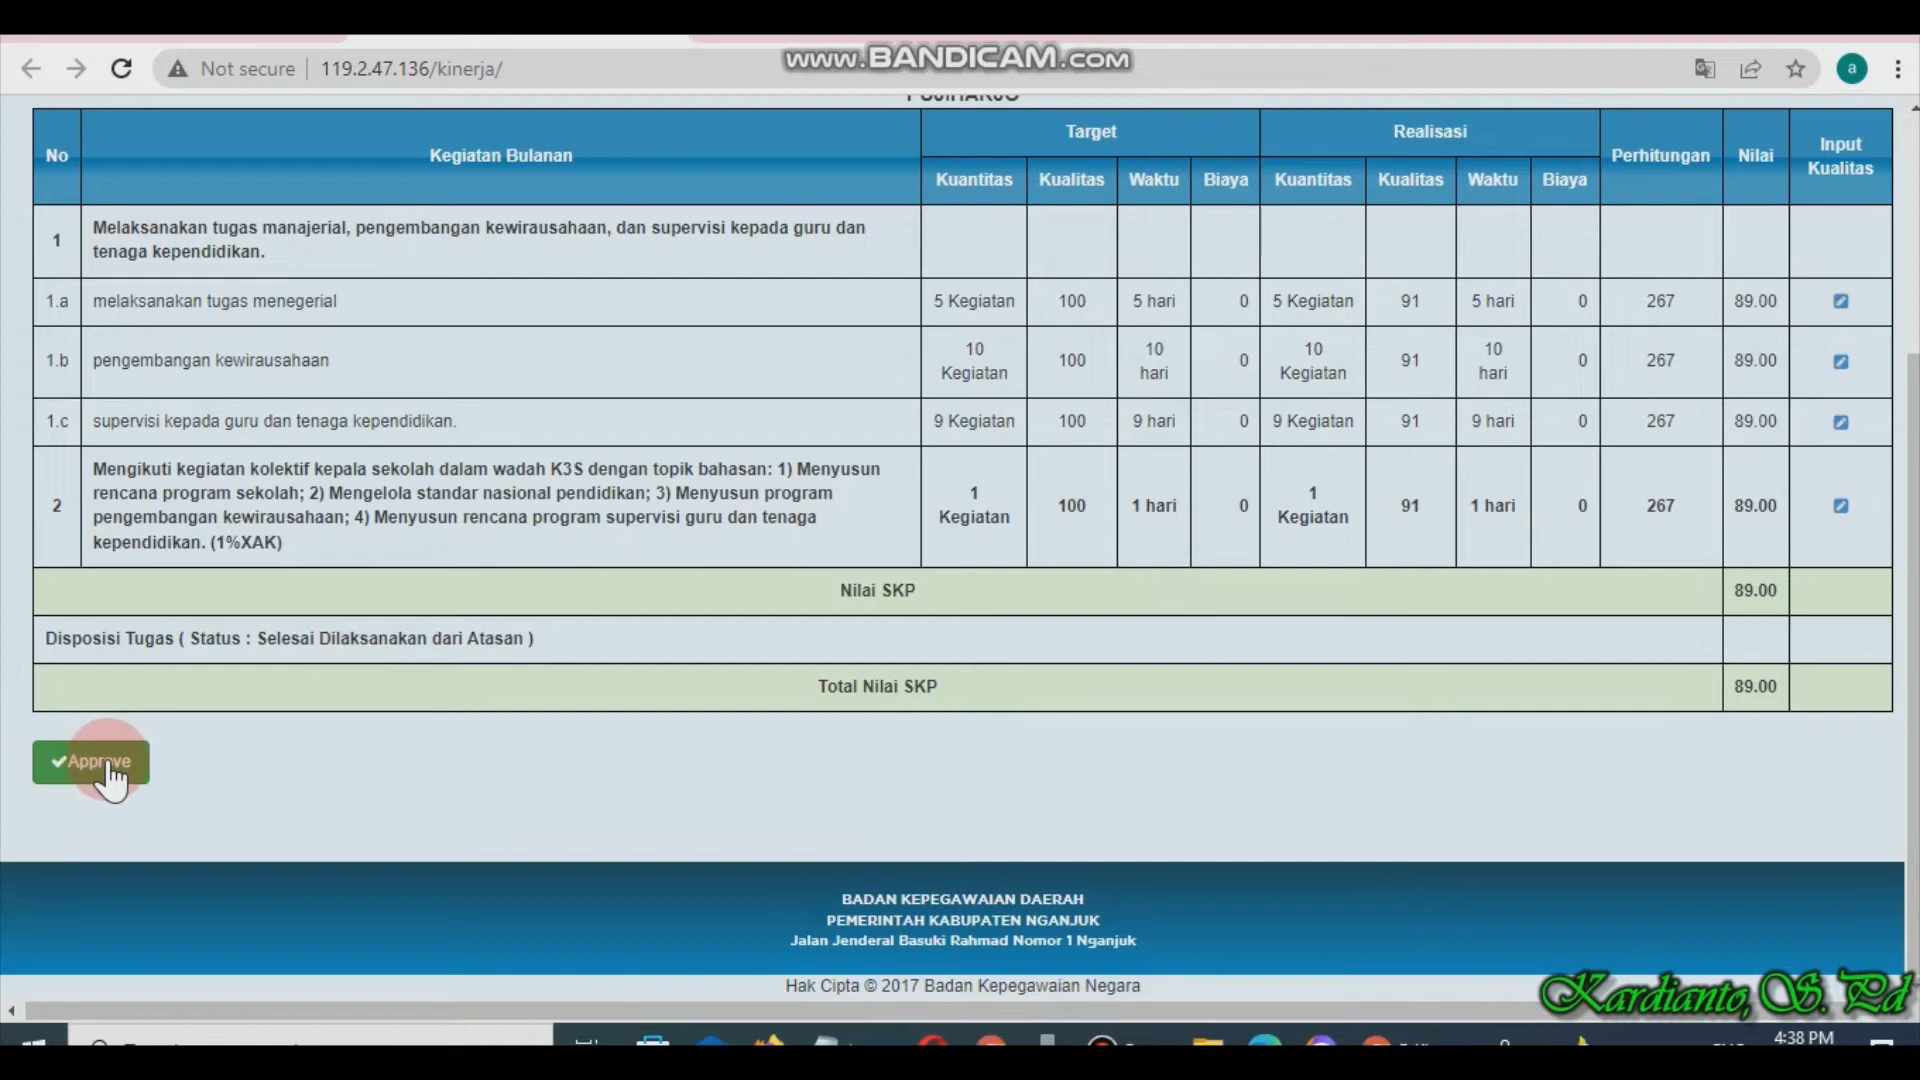 www.BANDICAM.com
Not secure
119.2.47.136/kinerja/
a
No
Kegiatan Bulanan
Target
Realisasi
Perhitungan
Nilai
Input
Kualitas
Kuantitas Kualitas Waktu Biaya Kuantitas Kualitas Waktu Biaya
1
Melaksanakan tugas manajerial, pengembangan kewirausahaan, dan supervisi kepada guru dan
tenaga kependidikan.
1.a melaksanakan tugas menegerial 5 Kegiatan 100 5 hari 0 5 Kegiatan 91 5 hari 0 267 89.00
1.b pengembangan kewirausahaan 10 Kegiatan 100 10 hari 0 10 Kegiatan 91 10 hari 0 267 89.00
1.c supervisi kepada guru dan tenaga kependidikan. 9 Kegiatan 100 9 hari 0 9 Kegiatan 91 9 hari 0 267 89.00
2
Mengikuti kegiatan kolektif kepala sekolah dalam wadah K3S dengan topik bahasan: 1) Menyusun
rencana program sekolah; 2) Mengelola standar nasional pendidikan; 3) Menyusun program
pengembangan kewirausahaan; 4) Menyusun rencana program supervisi guru dan tenaga
kependidikan. (1%XAK)
1 Kegiatan 100 1 hari 0 1 Kegiatan 91 1 hari 0 267 89.00
Nilai SKP 89.00
Disposisi Tugas ( Status : Selesai Dilaksanakan dari Atasan )
Total Nilai SKP 89.00
Approve
BADAN KEPEGAWAIAN DAERAH
PEMERINTAH KABUPATEN NGANJUK
Jalan Jenderal Basuki Rahmad Nomor 1 Nganjuk
Hak Cipta © 2017 Badan Kepegawaian Negara
Kardianto, S. Pd
4:38 PM